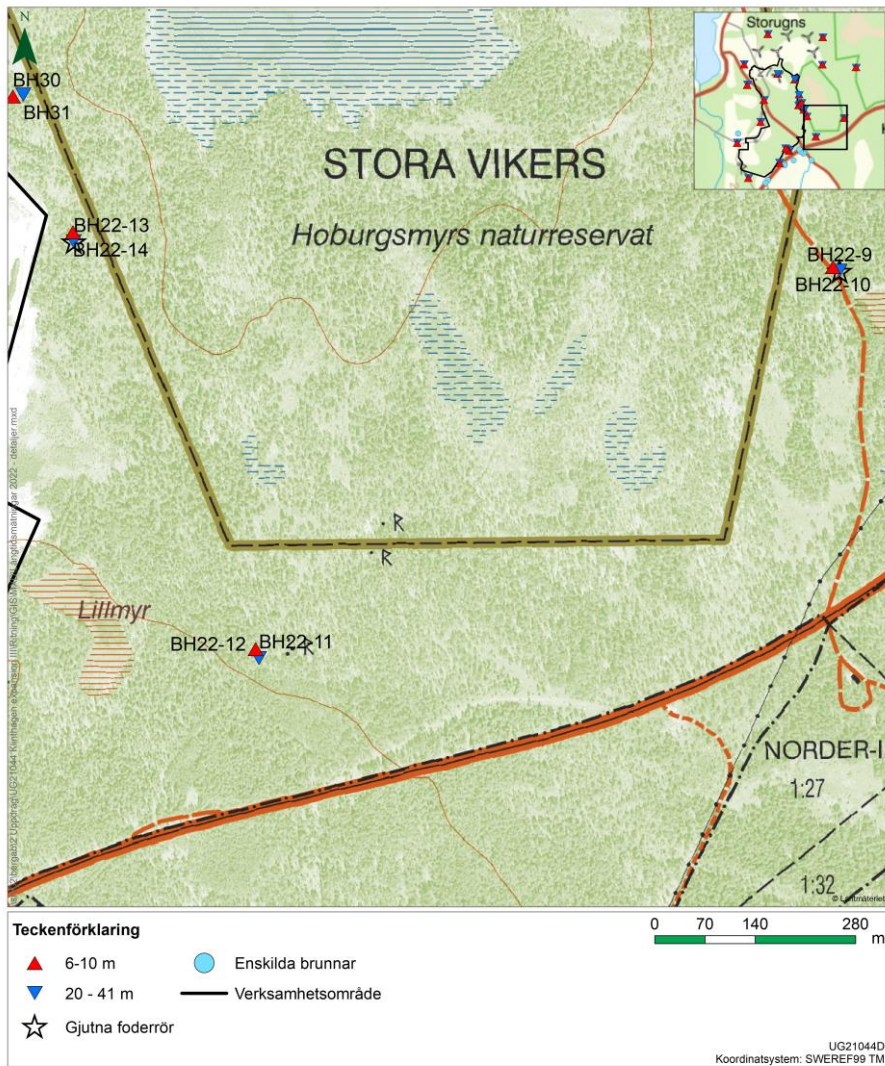 N
Storugns
BH30
BH31
STORA VIKERS
Hoburgsmyrs naturreservat
BH22-13
BH22-14
BH22-9
BH22-10
Lillmyr
R
R
BH22-12
BH22-11
R
NORDER-I
1:27
1:32
© Lantmäteriet
Teckenförklaring
6-10 m
20 - 41 m
Gjutna foderrör
Enskilda brunnar
Verksamhetsområde
0 70 140 280
m
UG21044D
Koordinatsystem: SWEREF99 TM